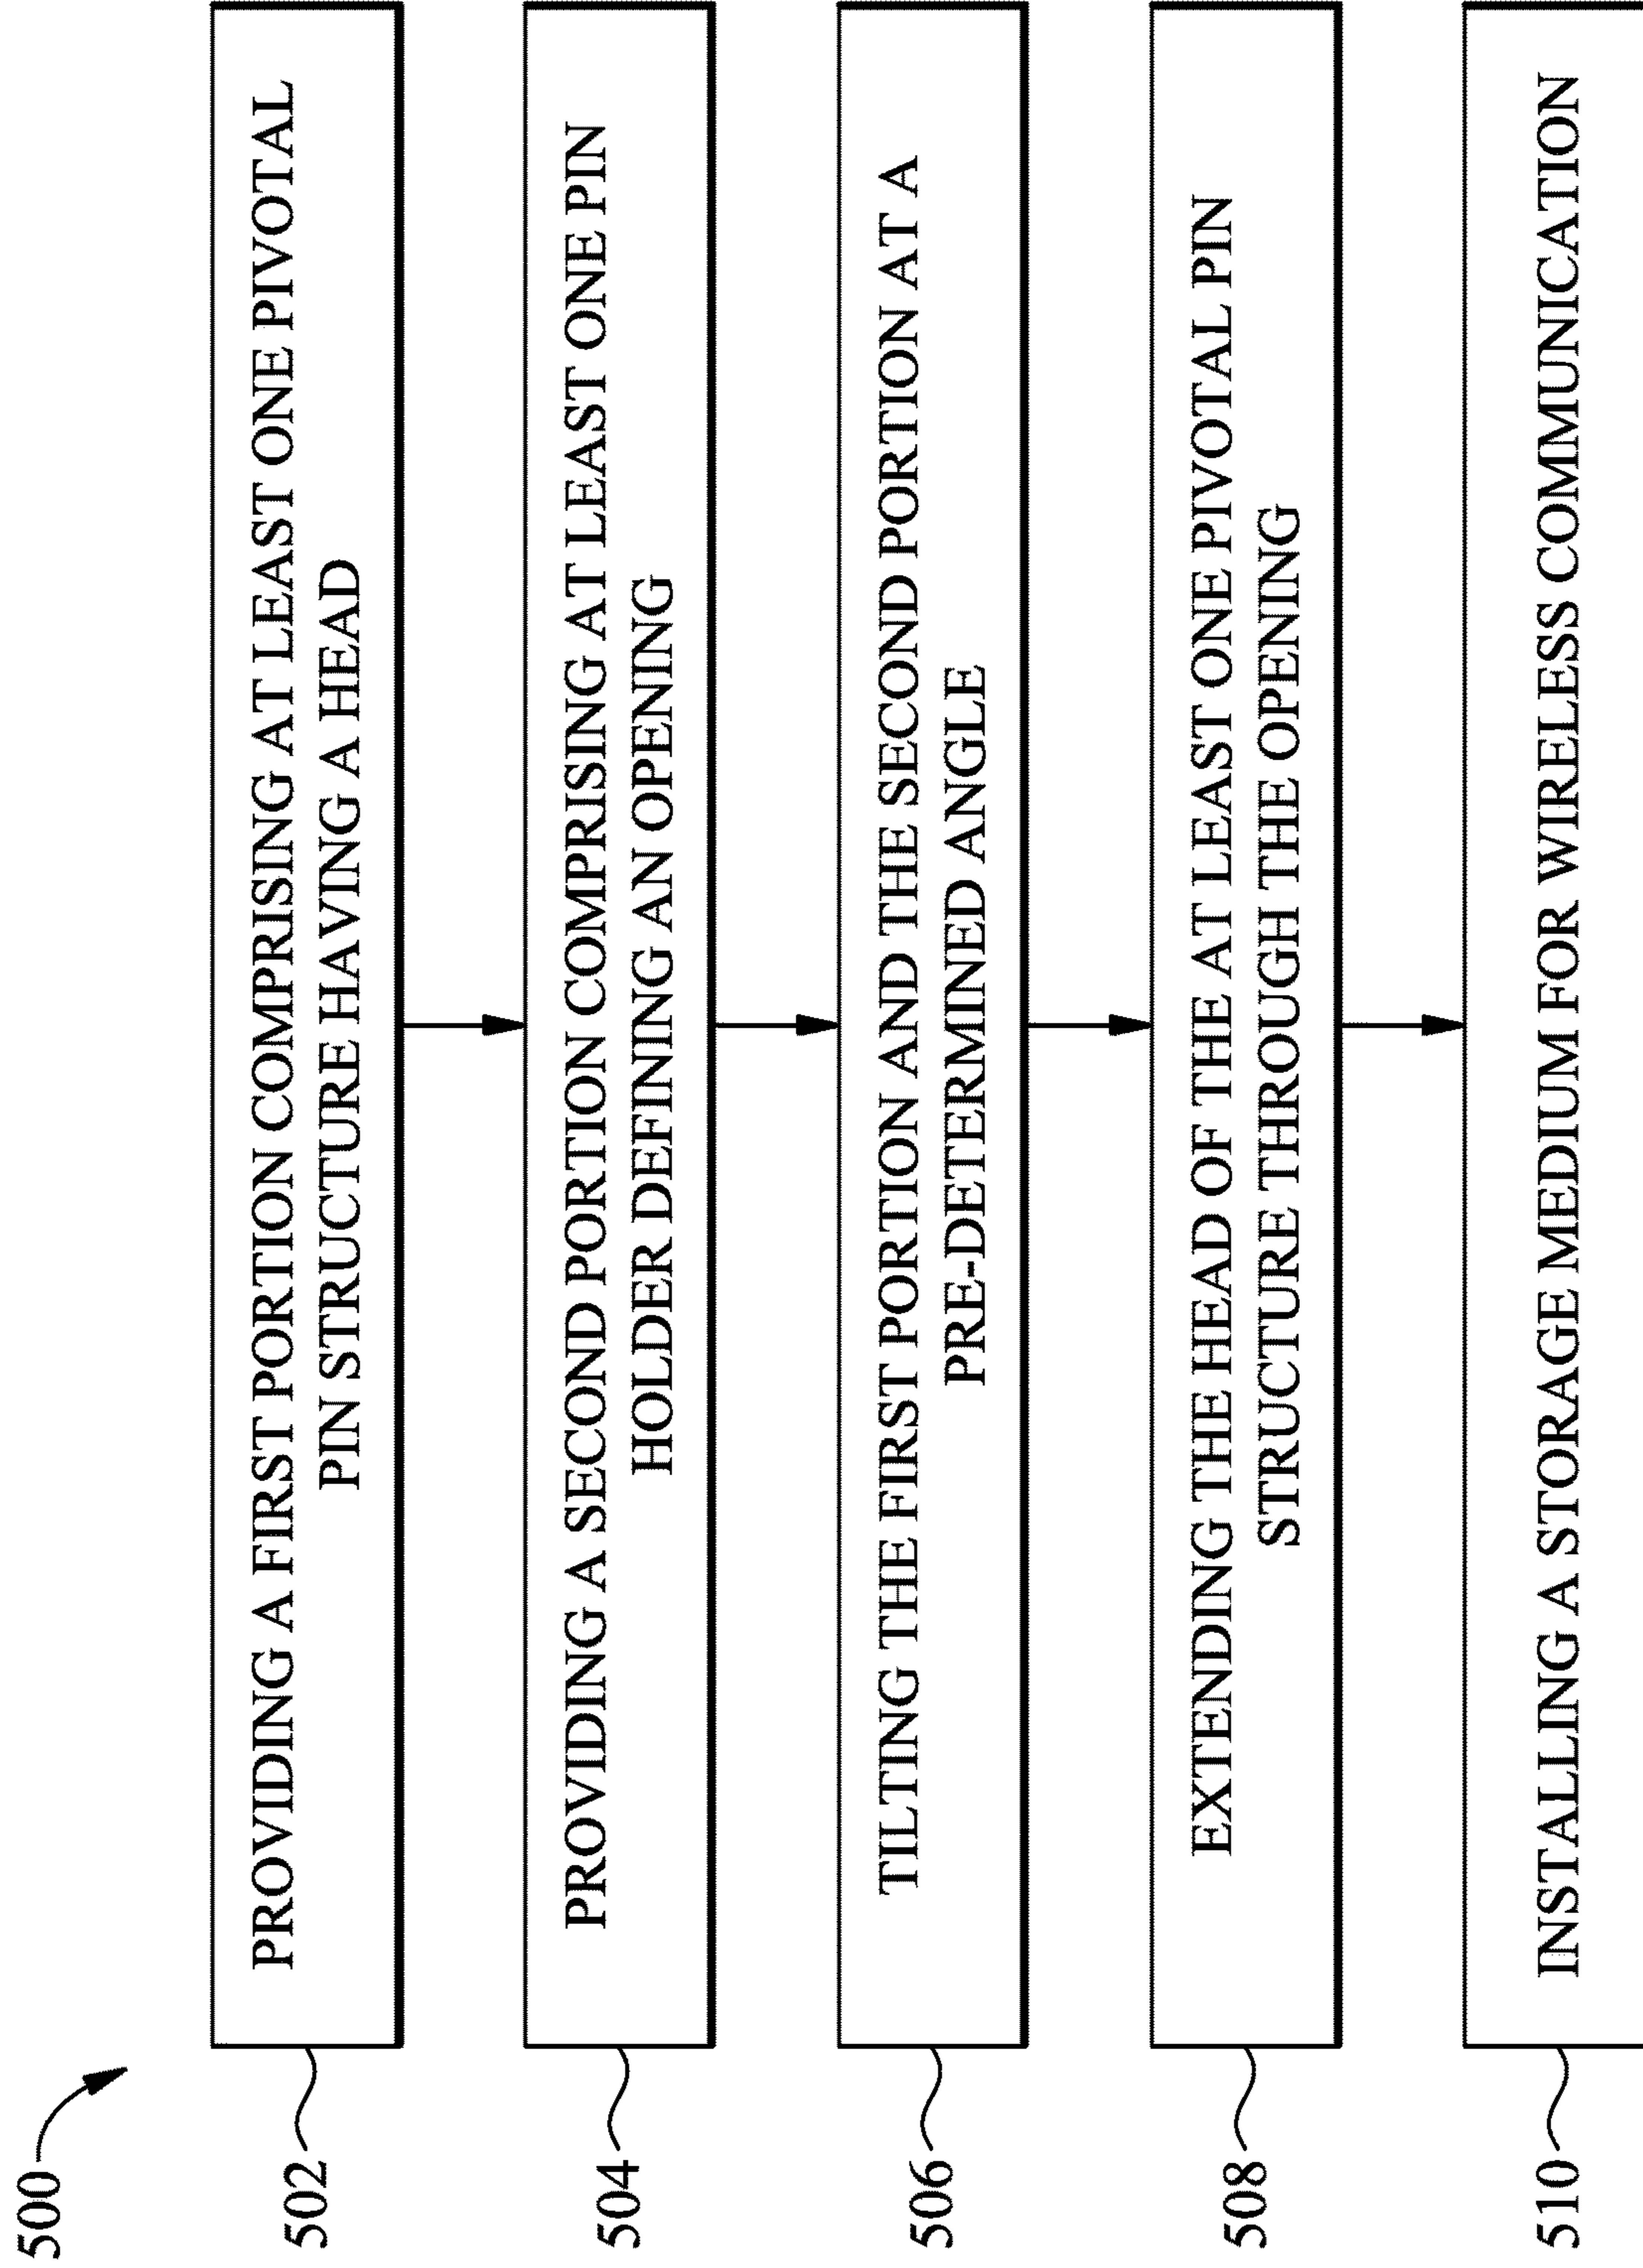 500
502
PROVIDING A FIRST PORTION COMPRISING AT LEAST ONE PIVOTAL
PIN STRUCTURE HAVING A HEAD
504
PROVIDING A SECOND PORTION COMPRISING AT LEAST ONE PIN
HOLDER DEFINING AN OPENING
506
TILTING THE FIRST PORTION AND THE SECOND PORTION AT A
PRE-DETERMINED ANGLE
508
EXTENDING THE HEAD OF THE AT LEAST ONE PIVOTAL PIN
STRUCTURE THROUGH THE OPENING
510
INSTALLING A STORAGE MEDIUM FOR WIRELESS COMMUNICATION